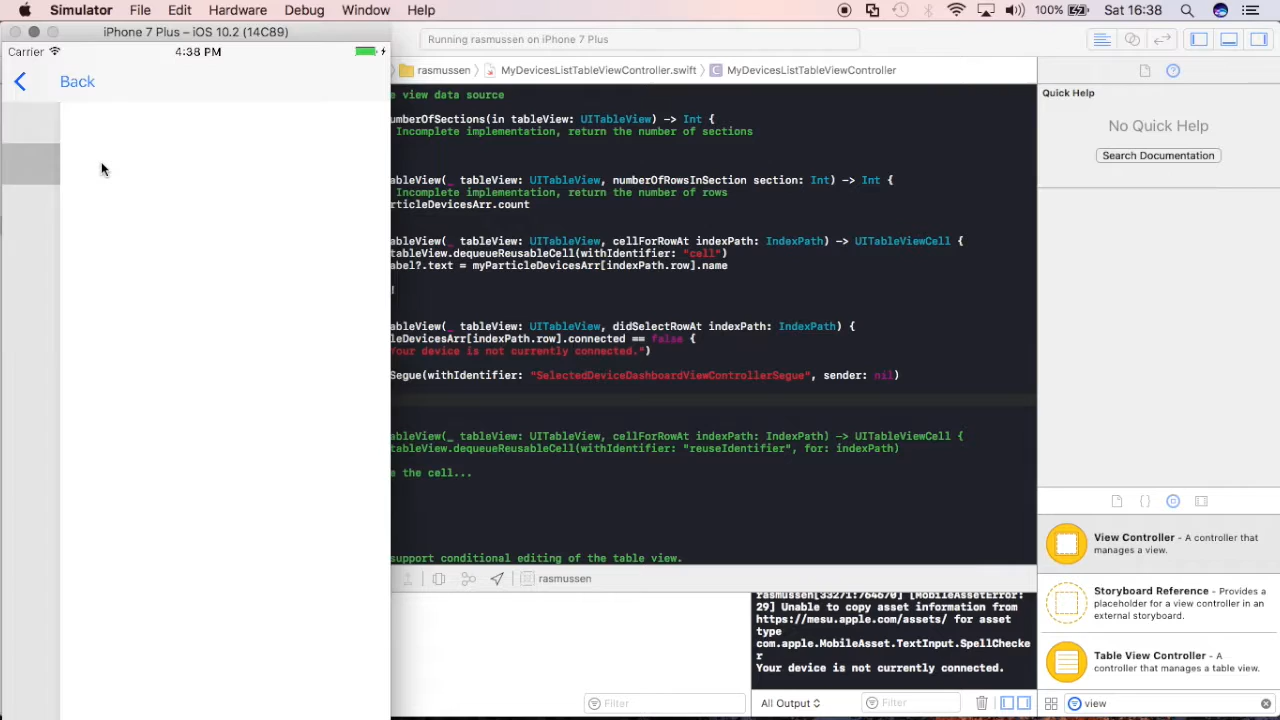 Simulator File Edit Hardware Debug Window Help 100% Sat 16:38
iPhone 7 Plus – iOS 10.2 (14C89)
Carrier 4:38 PM
Back
Running rasmussen on iPhone 7 Plus
rasmussen MyDevicesListTableViewController.swift C MyDevicesListTableViewController
e view data source
umberOfSections(in tableView: UITableView) -> Int {
Incomplete implementation, return the number of sections
ableView(_ tableView: UITableView, numberOfRowsInSection section: Int) -> Int {
Incomplete implementation, return the number of rows
rticleDevicesArr.count
ableView(_ tableView: UITableView, cellForRowAt indexPath: IndexPath) -> UITableViewCell {
tableView.dequeueReusableCell(withIdentifier: "cell")
abel?.text = myParticleDevicesArr[indexPath.row].name
!
ableView(_ tableView: UITableView, didSelectRowAt indexPath: IndexPath) {
leDevicesArr[indexPath.row].connected == false {
Your device is not currently connected.")
Segue(withIdentifier: "SelectedDeviceDashboardViewControllerSegue", sender: nil)
ableView(_ tableView: UITableView, cellForRowAt indexPath: IndexPath) -> UITableViewCell {
tableView.dequeueReusableCell(withIdentifier: "reuseIdentifier", for: indexPath)
e the cell...
support conditional editing of the table view.
rasmussen
rasmussen[33271:764670] [MobileAssetError:
29] Unable to copy asset information from
https://mesu.apple.com/assets/ for asset
type
com.apple.MobileAsset.TextInput.SpellChecke
r
Your device is not currently connected.
Filter
All Output
Filter
Quick Help
No Quick Help
Search Documentation
{ }
View Controller - A controller that
manages a view.
Storyboard Reference - Provides a
placeholder for a view controller in an
external storyboard.
Table View Controller - A
controller that manages a table view.
view